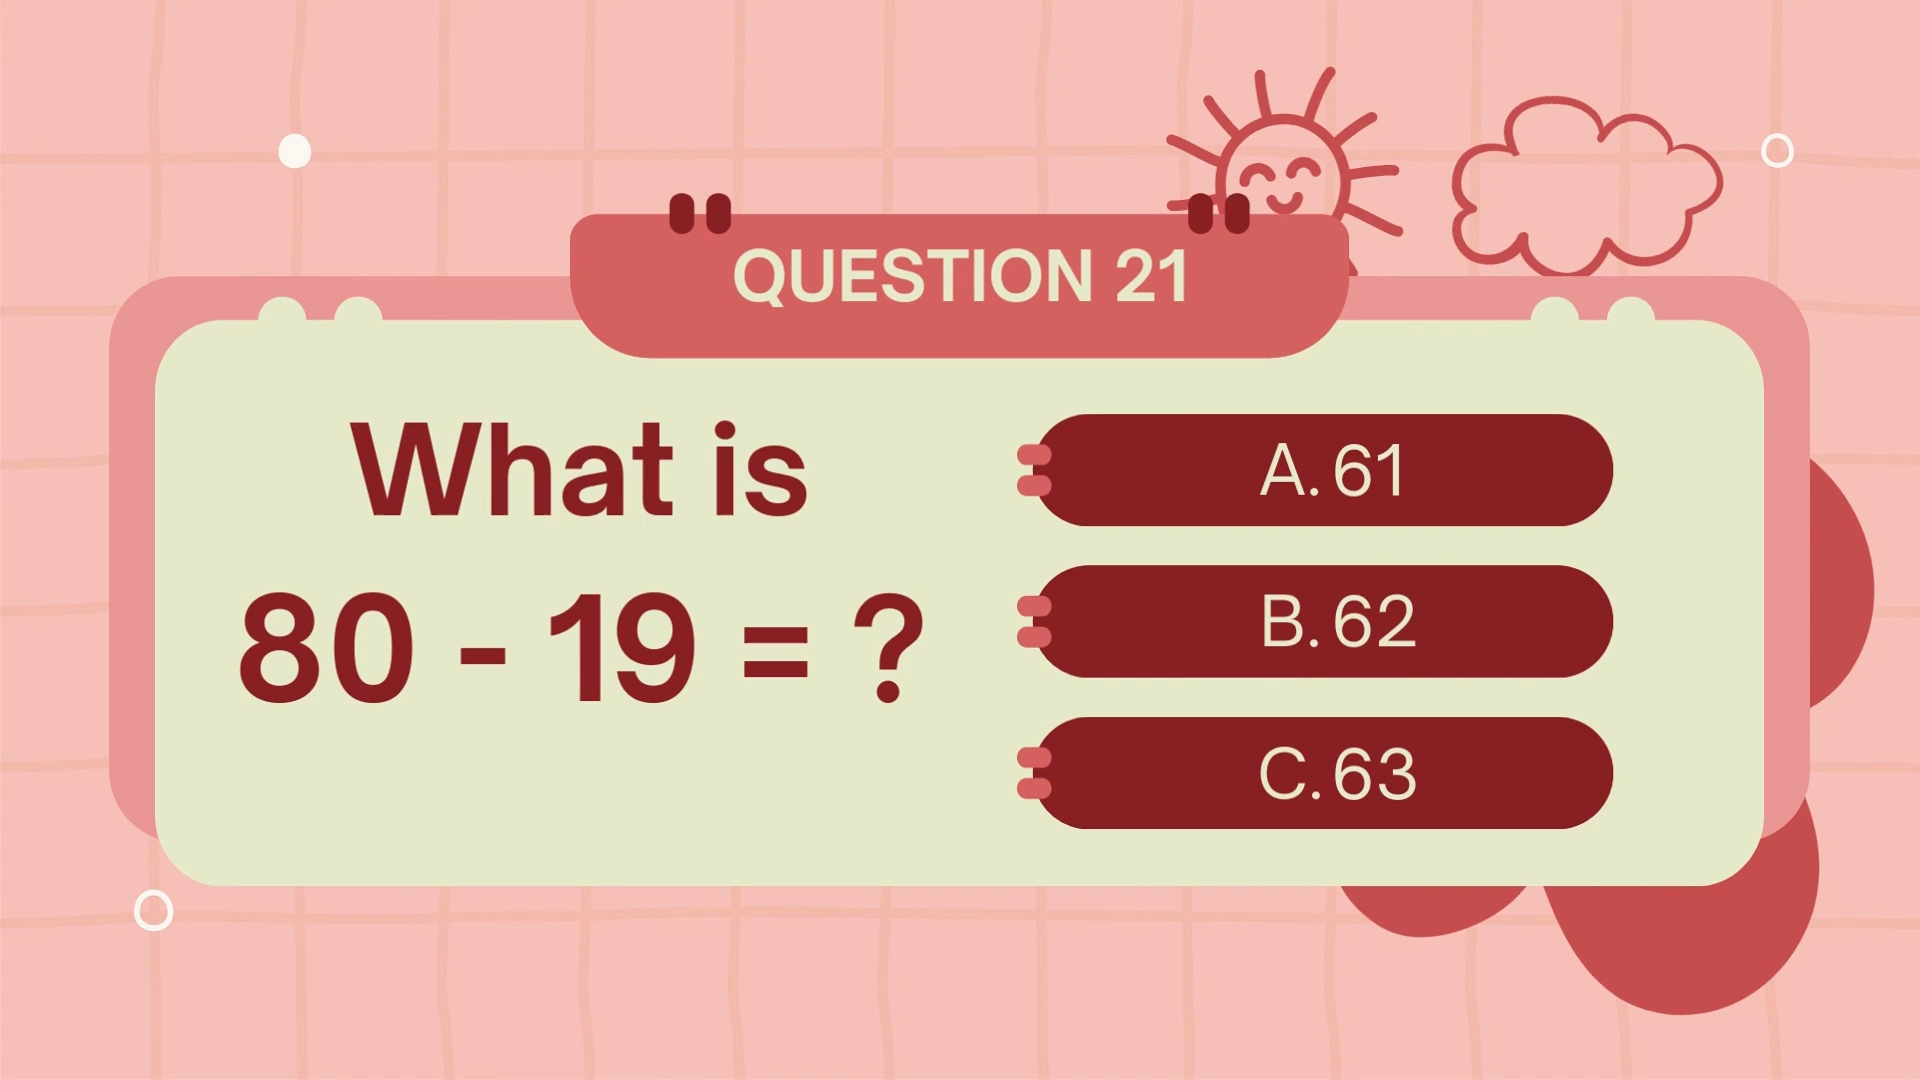 QUESTION 21
What is
80 - 19 = ?
A. 61
B. 62
C. 63